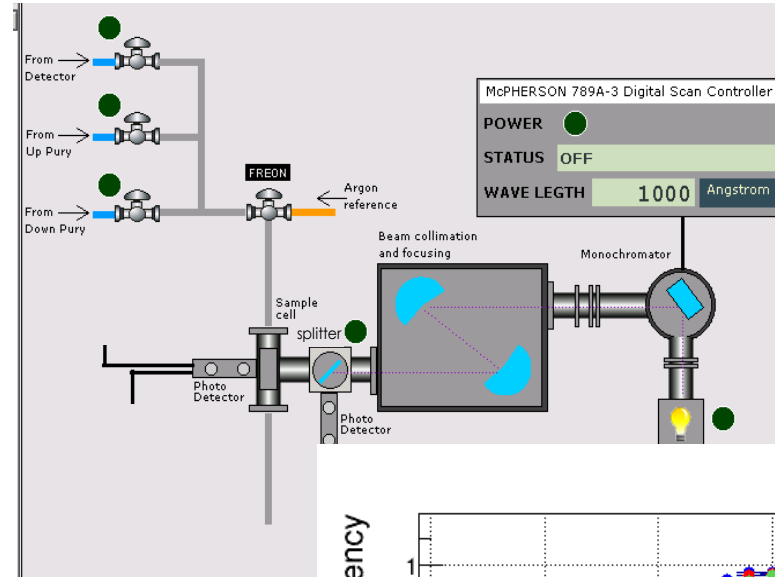 From
Detector
From
Up Pury
From
Down Pury
FREON
Argon
reference
McPHERSON 789A-3 Digital Scan Controller
POWER
STATUS OFF
WAVE LEGTH 1000 Angstrom
Beam collimation
and focusing
Monochromator
Sample
cell
splitter
Photo
Detector
Photo
Detector
ency
1